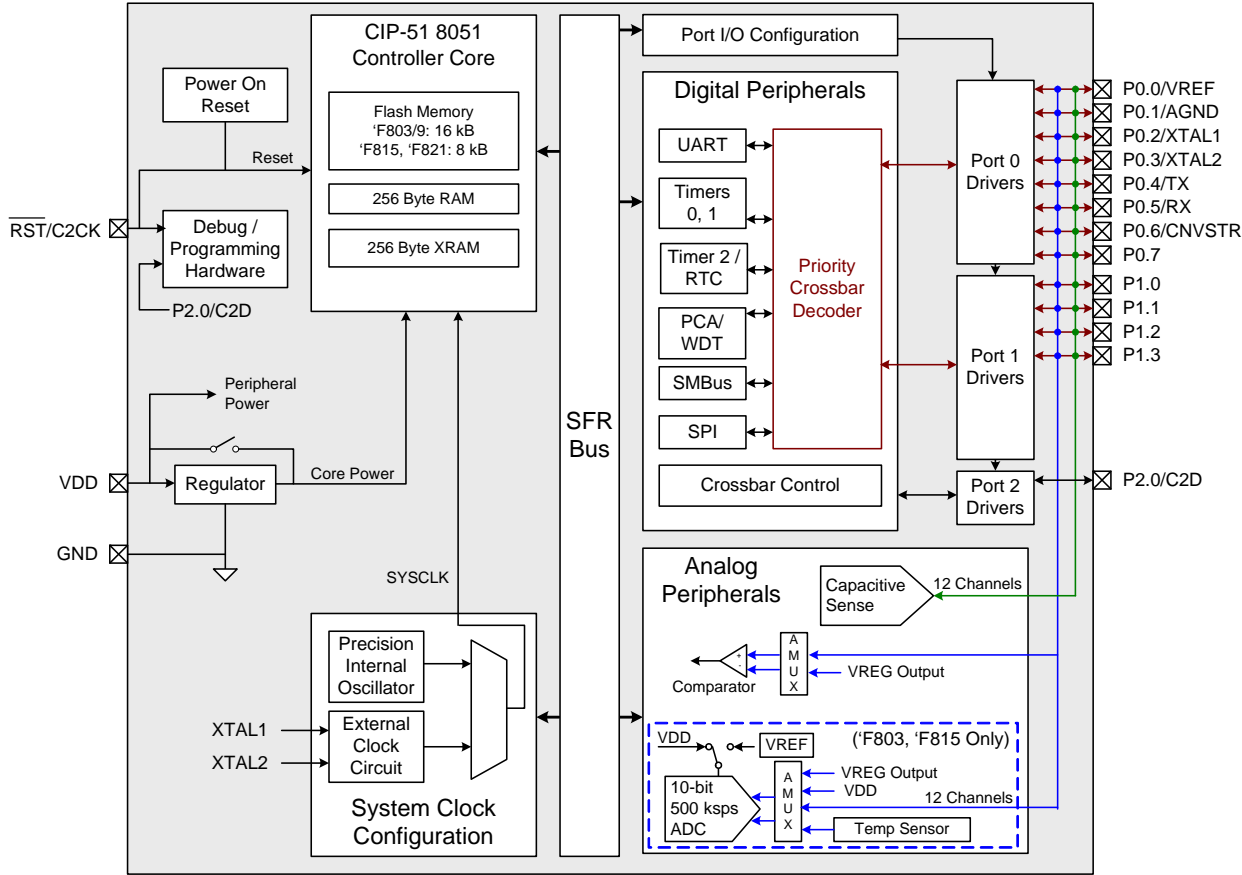 CIP-51 8051
Controller Core
Flash Memory
‘F803/9: 16 kB
‘F815, ‘F821: 8 kB
256 Byte RAM
256 Byte XRAM
Power On
Reset
Reset
RST/C2CK
Debug /
Programming
Hardware
P2.0/C2D
Peripheral
Power
VDD
Regulator
Core Power
GND
SYSCLK
Precision
Internal
Oscillator
XTAL1
XTAL2
External
Clock
Circuit
System Clock
Configuration
SFR
Bus
Port I/O Configuration
Digital Peripherals
UART
Timers
0, 1
Timer 2 /
RTC
PCA/
WDT
SMBus
SPI
Priority
Crossbar
Decoder
Crossbar Control
Port 0
Drivers
Port 1
Drivers
Port 2
Drivers
P0.0/VREF
P0.1/AGND
P0.2/XTAL1
P0.3/XTAL2
P0.4/TX
P0.5/RX
P0.6/CNVSTR
P0.7
P1.0
P1.1
P1.2
P1.3
P2.0/C2D
Analog
Peripherals
Capacitive
Sense
12 Channels
+
-
Comparator
A
M
U
X
VREG Output
(‘F803, ‘F815 Only)
VDD
VREF
10-bit
500 ksps
ADC
A
M
U
X
VREG Output
VDD
12 Channels
Temp Sensor